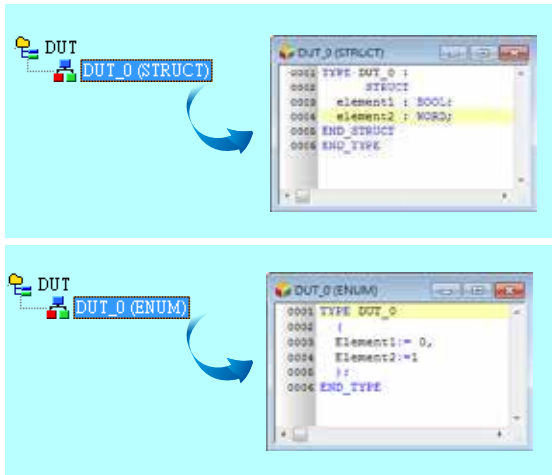 DUT
DUT_0 (STRUCT)
DUT_0 (STRUCT)
0001 TYPE DUT_0 :
0002 STRUCT
0003 element1 : BOOL;
0004 element2 : WORD;
0005 END_STRUCT
0006 END_TYPE
DUT
DUT_0 (ENUM)
DUT_0 (ENUM)
0001 TYPE DUT_0
0002 (
0003 Element1:= 0,
0004 Element2:=1
0005 );
0006 END_TYPE